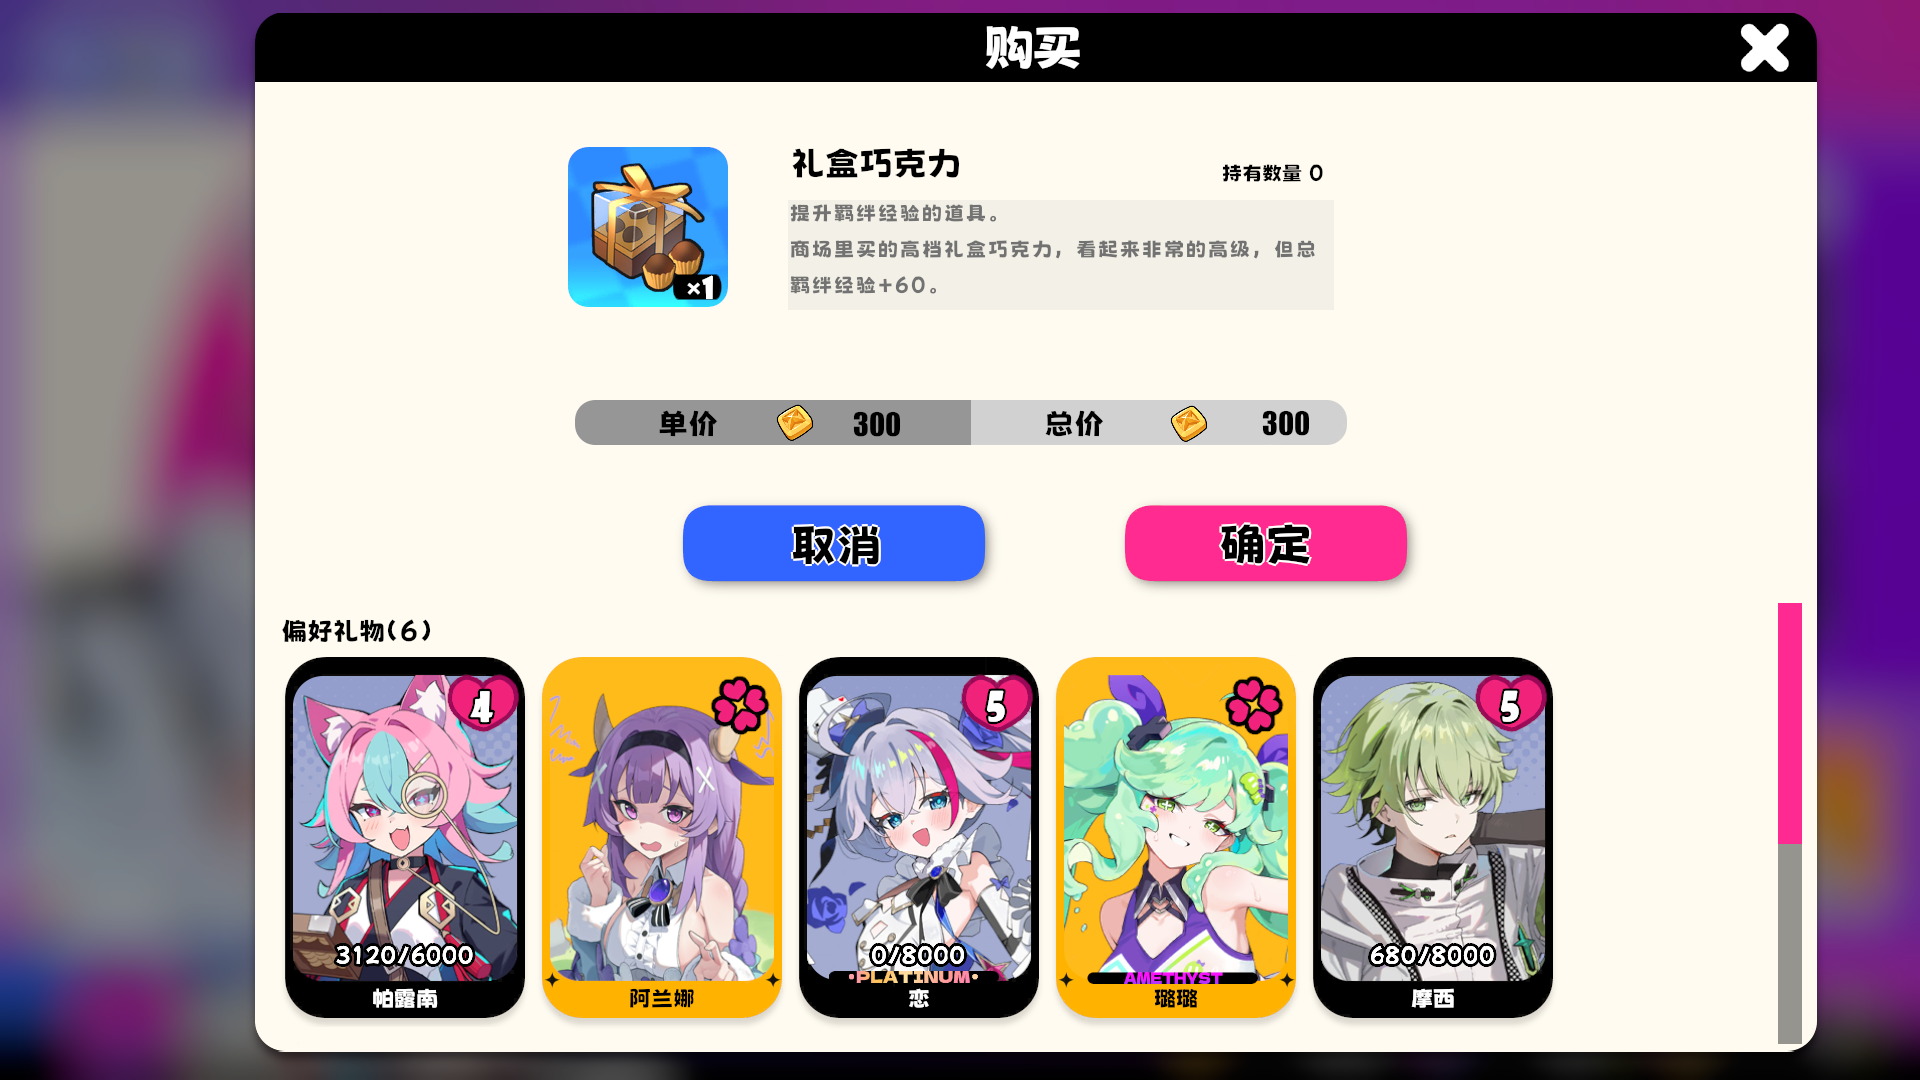 购买
礼盒巧克力
持有数量 0
提升羁绊经验的道具。
商场里买的高档礼盒巧克力，看起来非常的高级，但总
羁绊经验+60。
×1
单价 300 总价 300
取消 确定
偏好礼物(6)
4 5 5
3120/6000 0/8000 680/8000
•PLATINUM• AMETHYST
帕露南 阿兰娜 恋 璐璐 摩西